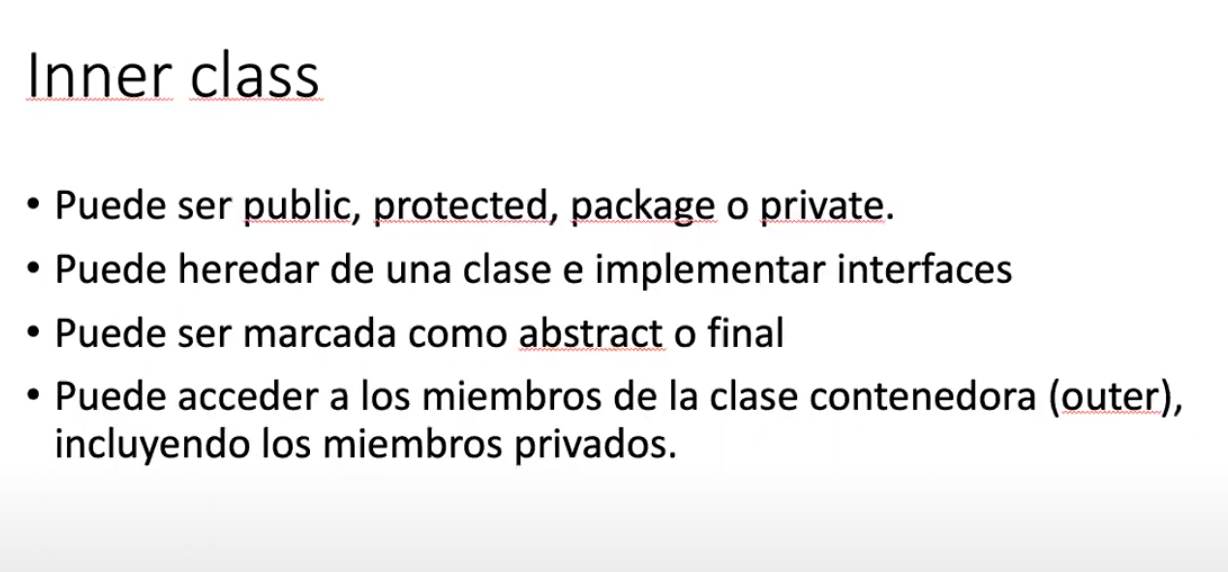 Inner class
• Puede ser public, protected, package o private.
• Puede heredar de una clase e implementar interfaces
• Puede ser marcada como abstract o final
• Puede acceder a los miembros de la clase contenedora (outer),
incluyendo los miembros privados.